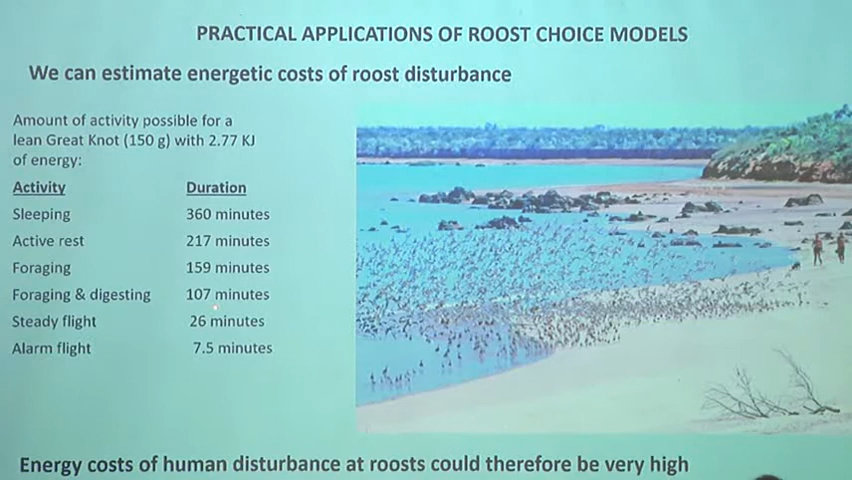 PRACTICAL APPLICATIONS OF ROOST CHOICE MODELS
We can estimate energetic costs of roost disturbance
Amount of activity possible for a
lean Great Knot (150 g) with 2.77 KJ
of energy:
Activity Duration
Sleeping 360 minutes
Active rest 217 minutes
Foraging 159 minutes
Foraging & digesting 107 minutes
Steady flight 26 minutes
Alarm flight 7.5 minutes
Energy costs of human disturbance at roosts could therefore be very high